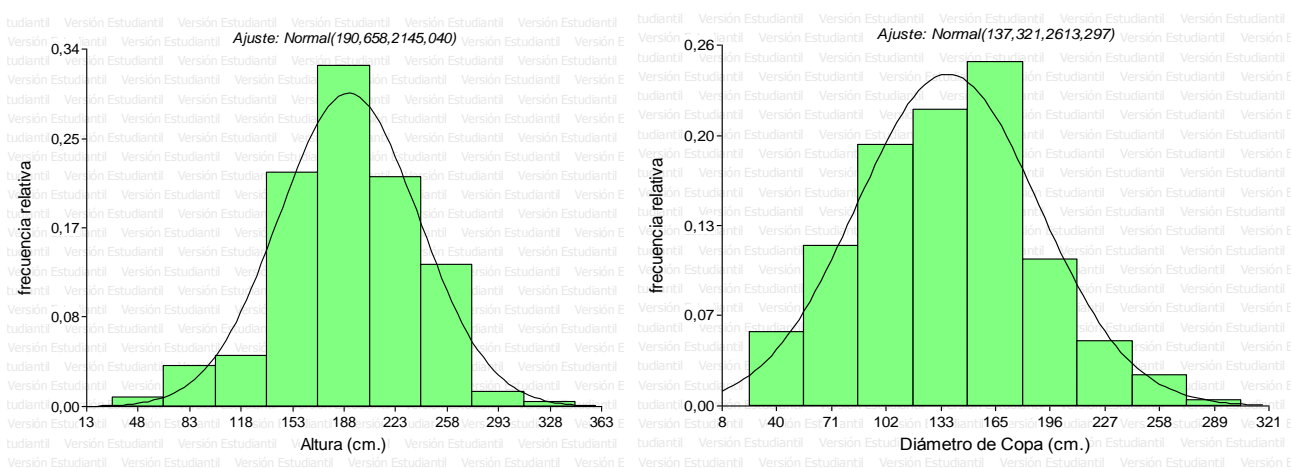 Ajuste: Normal(190,658,2145,040)
0,34
0,25
0,17
0,08
0,00
frecuencia relativa
13 48 83 118 153 188 223 258 293 328 363
Altura (cm.)
Ajuste: Normal(137,321,2613,297)
0,26
0,20
0,13
0,07
0,00
frecuencia relativa
8 40 71 102 133 165 196 227 258 289 321
Diámetro de Copa (cm.)
Versión Estudiantil